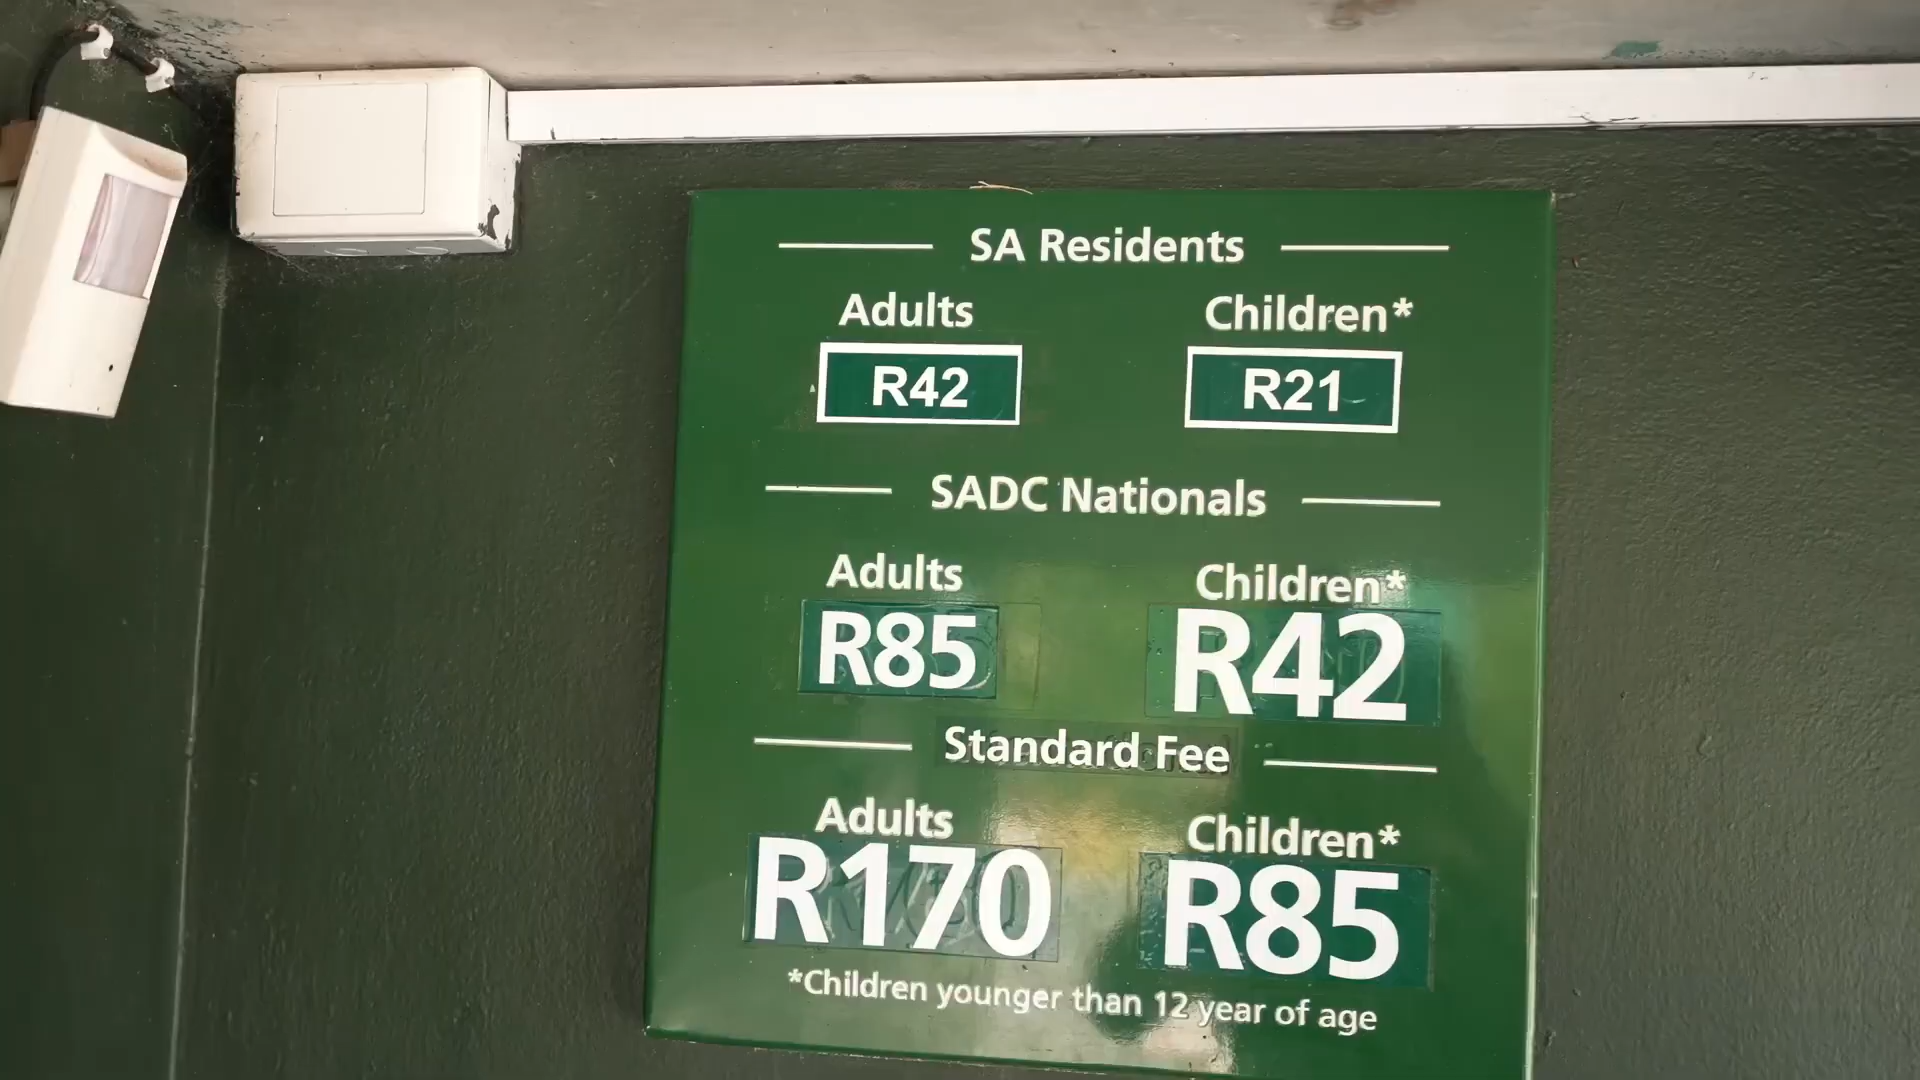 SA Residents
Adults Children*
R42 R21
SADC Nationals
Adults Children*
R85 R42
Standard Fee
Adults Children*
R170 R85
*Children younger than 12 year of age